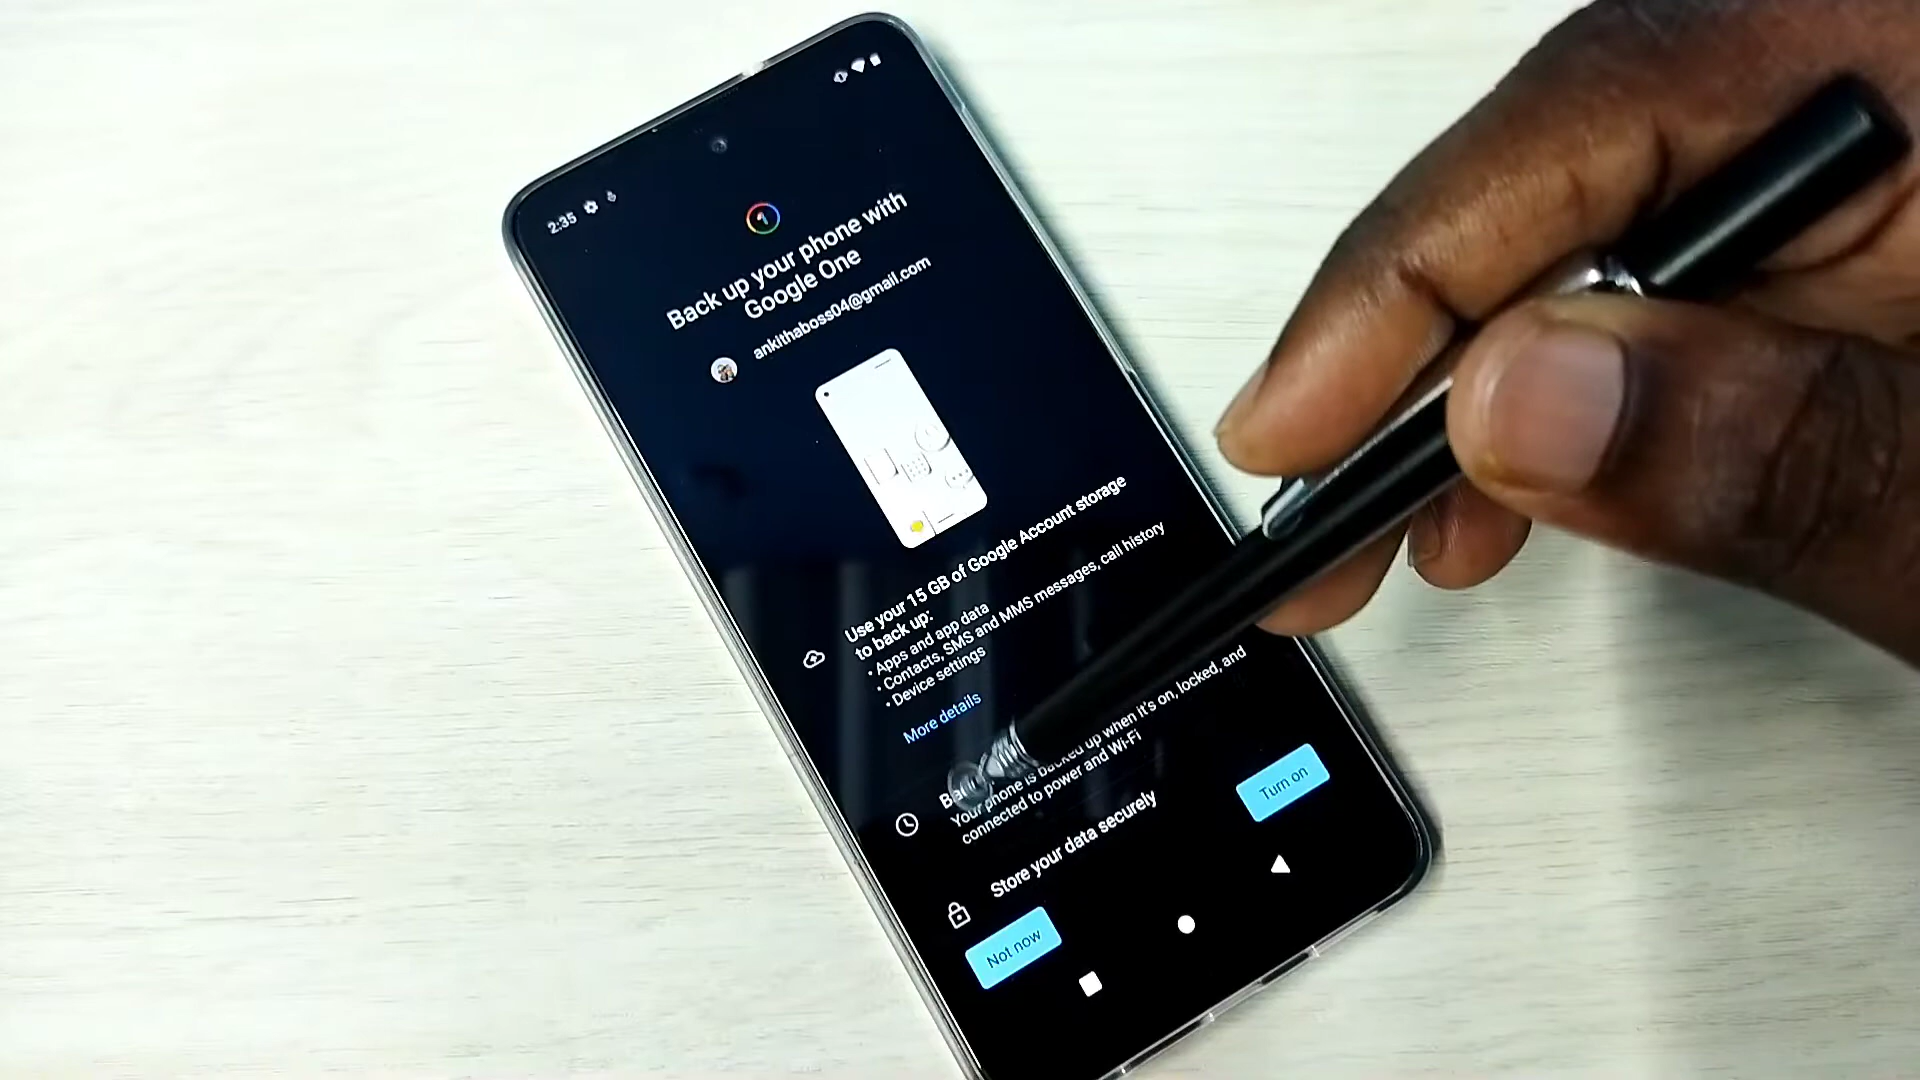 2:35
Back up your phone with
Google One
ankithaboss04@gmail.com
Use your 15 GB of Google Account storage
to back up:
• Apps and app data
• Contacts, SMS and MMS messages, call history
• Device settings
More details
Your phone is backed up when it's on, locked, and
connected to power and Wi-Fi
Store your data securely
Turn on
Not now